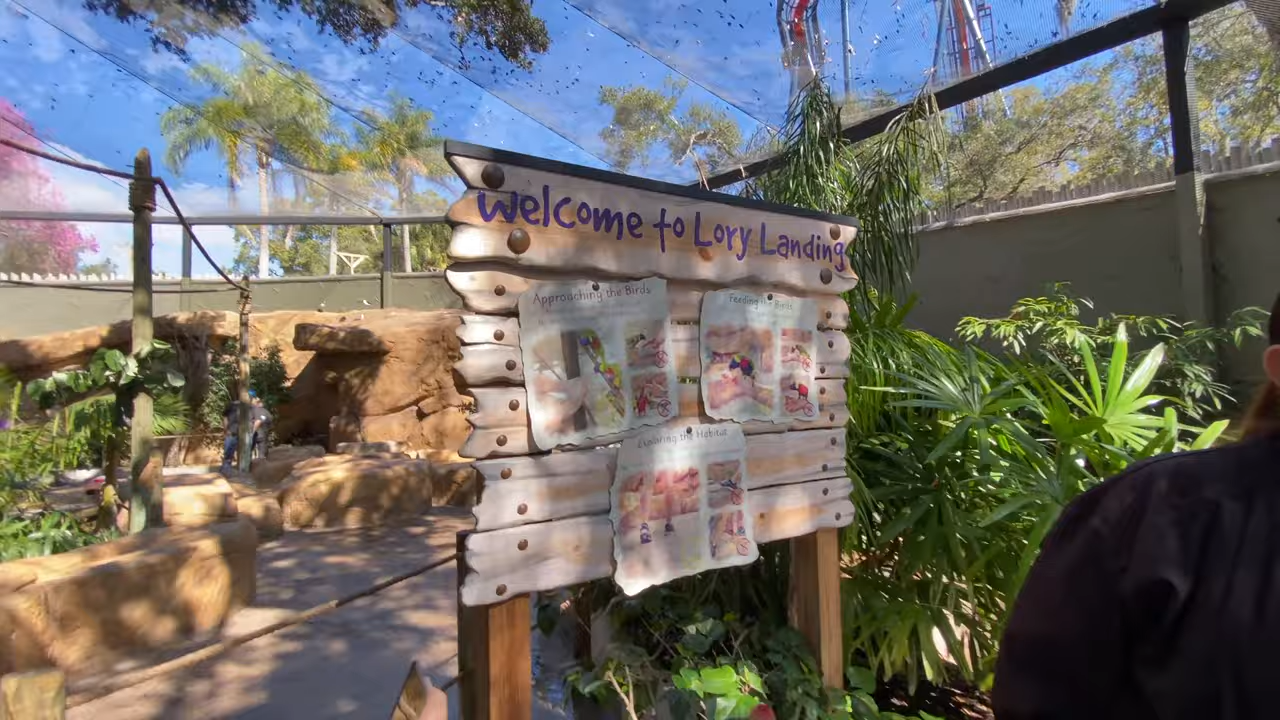 Welcome to Lory Landing
Approaching the Birds
Feeding the Birds
Exploring the Habitat